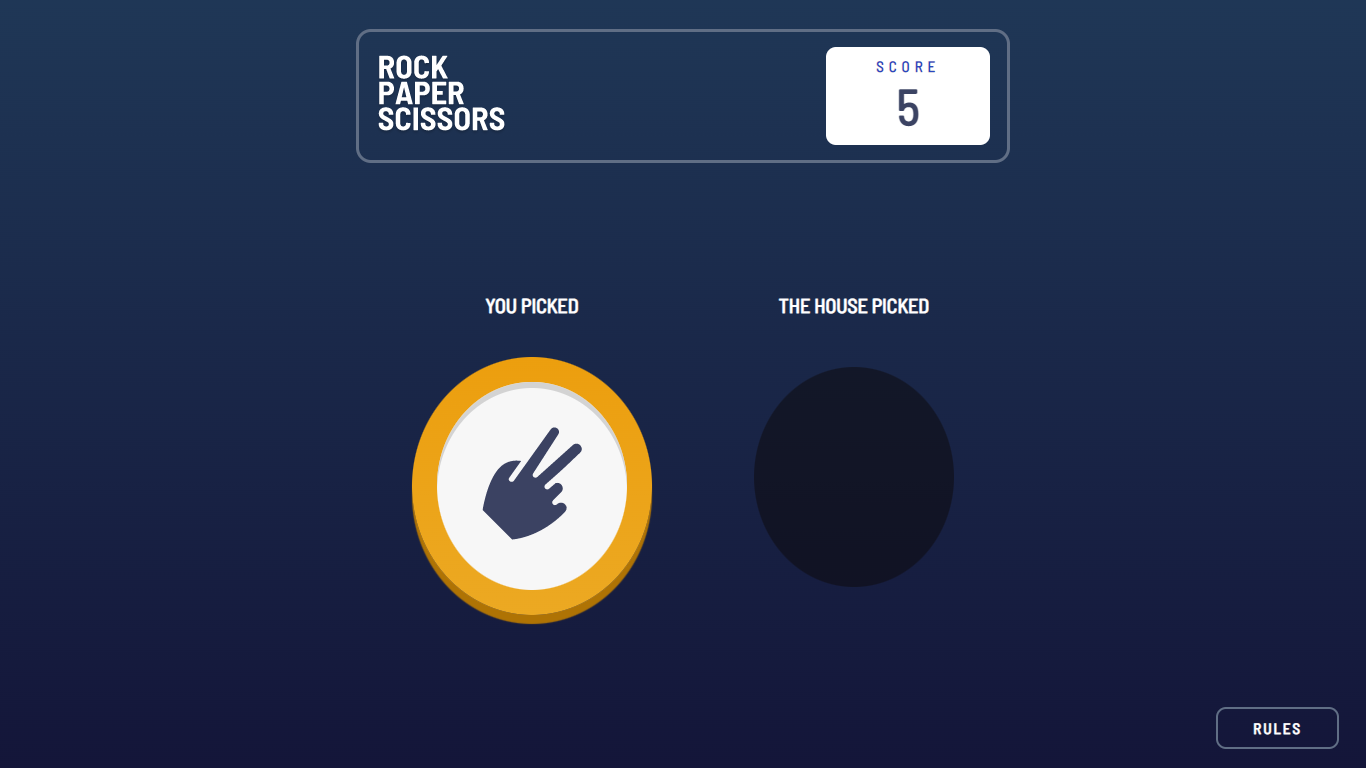 ROCK
PAPER
SCISSORS
SCORE
5
YOU PICKED
THE HOUSE PICKED
RULES